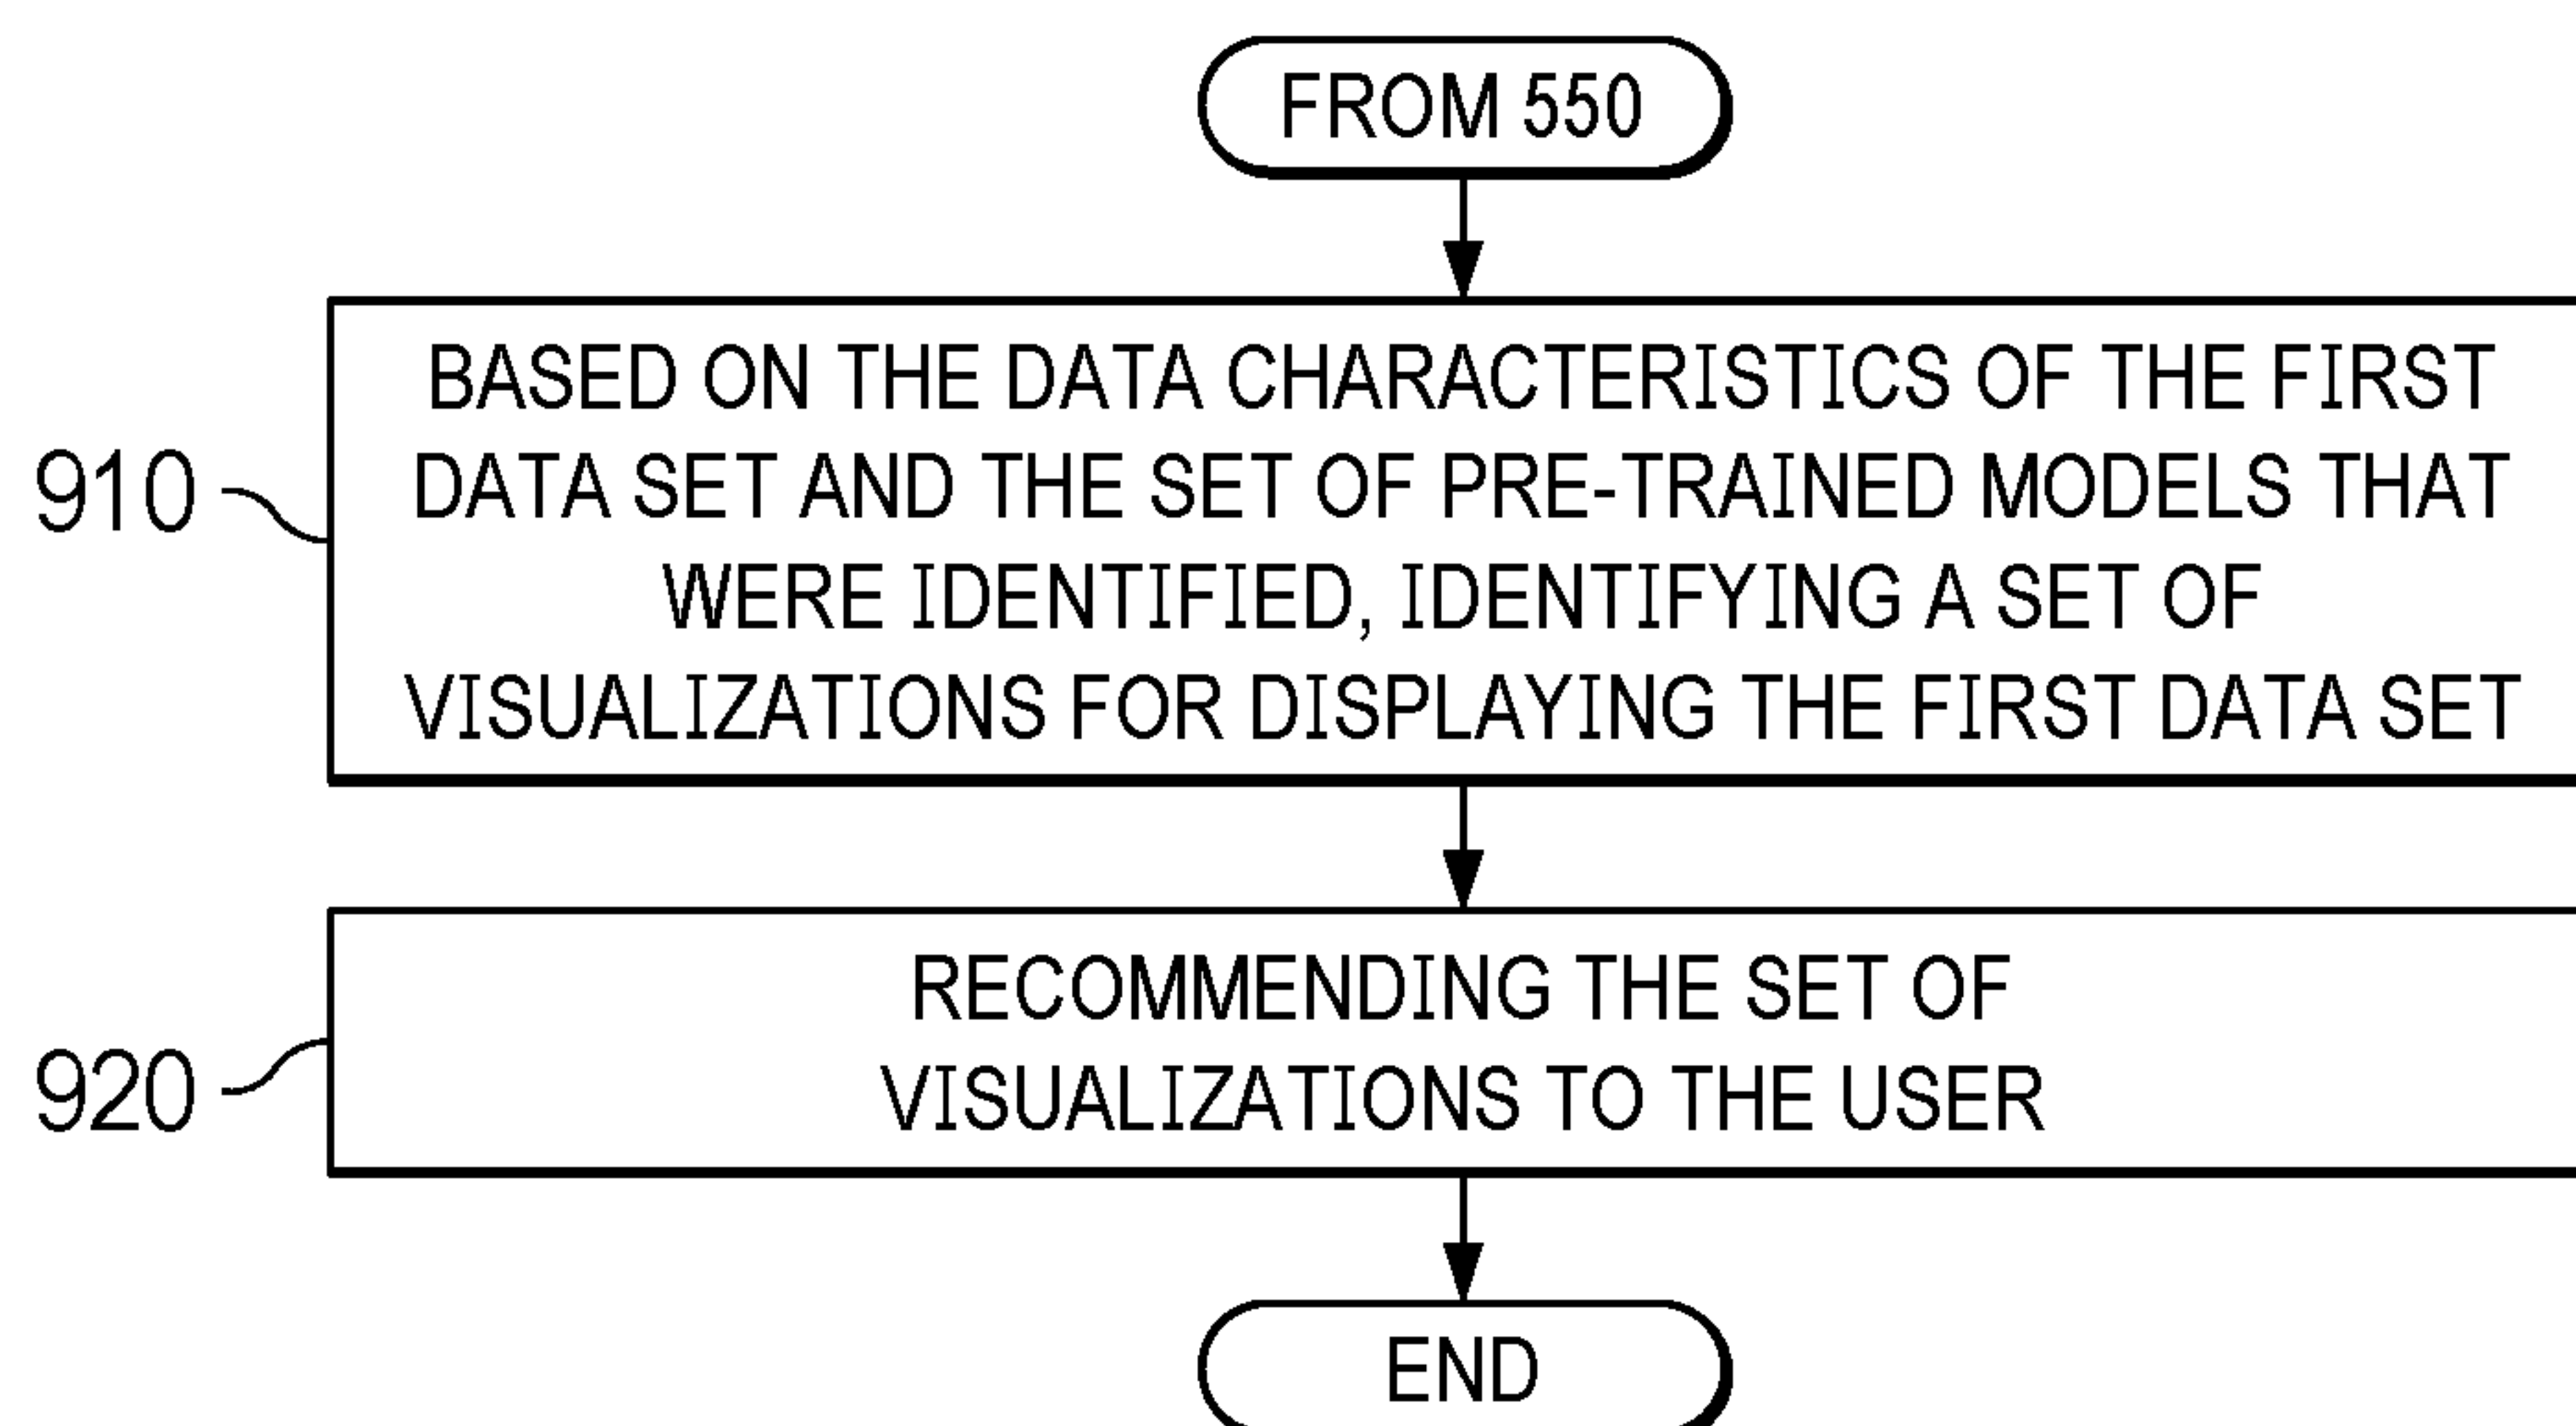 FROM 550
BASED ON THE DATA CHARACTERISTICS OF THE FIRST
DATA SET AND THE SET OF PRE-TRAINED MODELS THAT
WERE IDENTIFIED, IDENTIFYING A SET OF
VISUALIZATIONS FOR DISPLAYING THE FIRST DATA SET
910
RECOMMENDING THE SET OF
VISUALIZATIONS TO THE USER
920
END